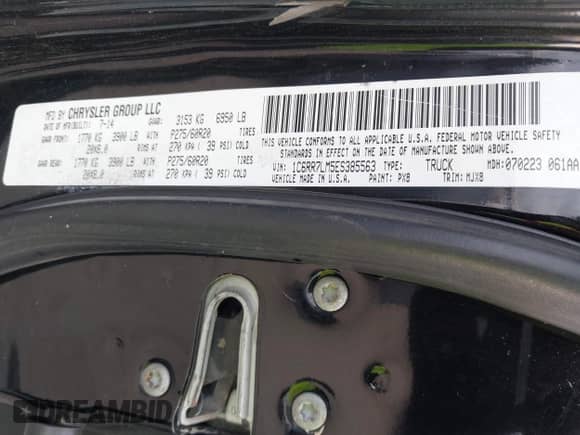 MFD BY CHRYSLER GROUP LLC
DATE OF MFR(BUILT): 7-14 GVWR: 3153 KG 6950 LB
GAWR FRONT: 1770 KG 3900 LB WITH P275/60R20 TIRES
20X8.0 RIMS AT 270 KPA ( 39 PSI) COLD
GAWR REAR: 1770 KG 3900 LB WITH P275/60R20 TIRES
20X8.0 RIMS AT 270 KPA ( 39 PSI) COLD
THIS VEHICLE CONFORMS TO ALL APPLICABLE U.S.A. FEDERAL MOTOR VEHICLE SAFETY
STANDARDS IN EFFECT ON THE DATE OF MANUFACTURE SHOWN ABOVE
VIN: 1C6RR7LM5ES385563 TYPE: TRUCK MDH:070223 061AA
VEHICLE MADE IN U.S.A. PAINT: PXB TRIM: MJX8
DREAMBID